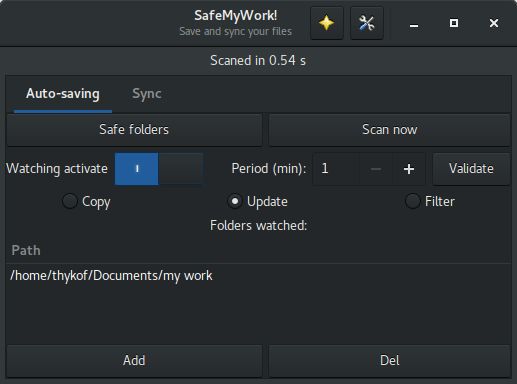 SafeMyWork!
Save and sync your files
Scaned in 0.54 s
Auto-saving Sync
Safe folders Scan now
Watching activate Period (min): 1 Validate
Copy Update Filter
Folders watched:
Path
/home/thykof/Documents/my work
Add Del